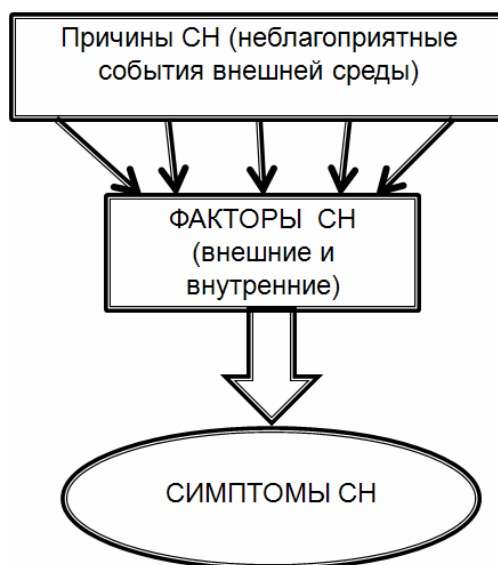 Причины СН (неблагоприятные
события внешней среды)
ФАКТОРЫ СН
(внешние и
внутренние)
СИМПТОМЫ СН